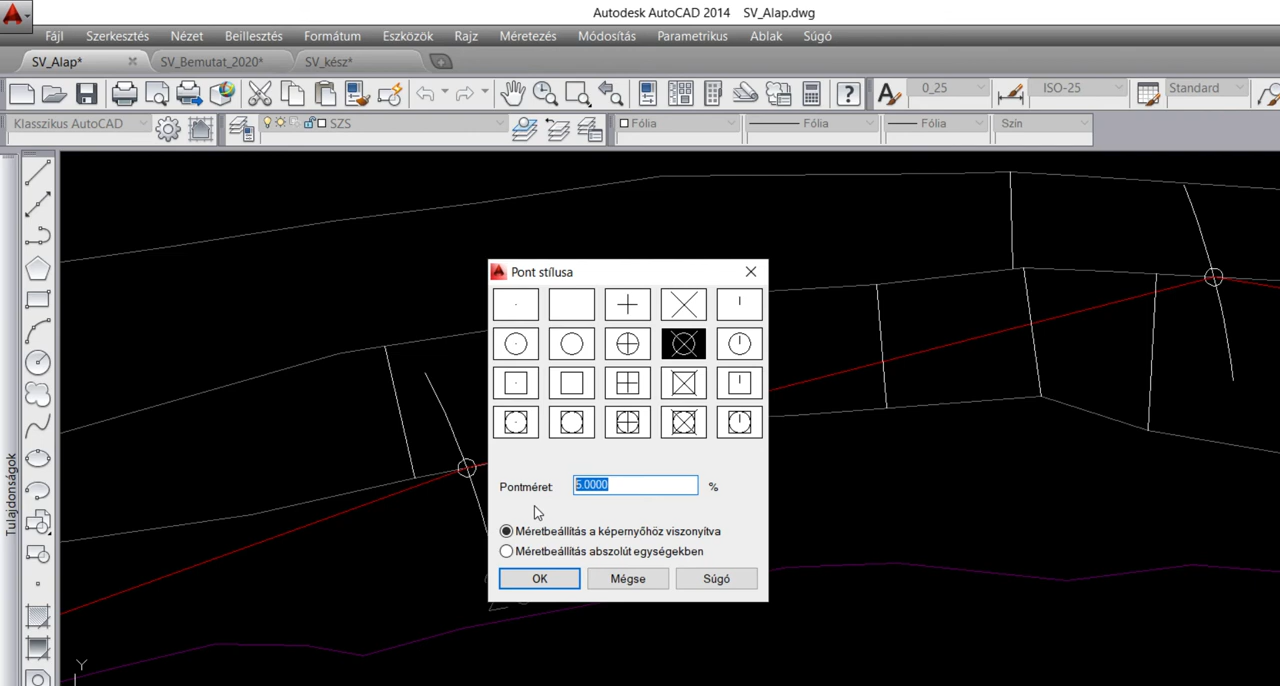 Autodesk AutoCAD 2014 SV_Alap.dwg
Fájl Szerkesztés Nézet Beillesztés Formátum Eszközök Rajz Méretezés Módosítás Parametrikus Ablak Súgó
SV_Alap* SV_Bemutat_2020* SV_kész*
0_25 ISO-25 Standard
Klasszikus AutoCAD SZS Fólia Fólia Fólia Szín
Pont stílusa
Pontméret: 5.0000 %
Méretbeállítás a képernyőhöz viszonyítva
Méretbeállítás abszolút egységekben
OK Mégse Súgó
Tulajdonságok
Y